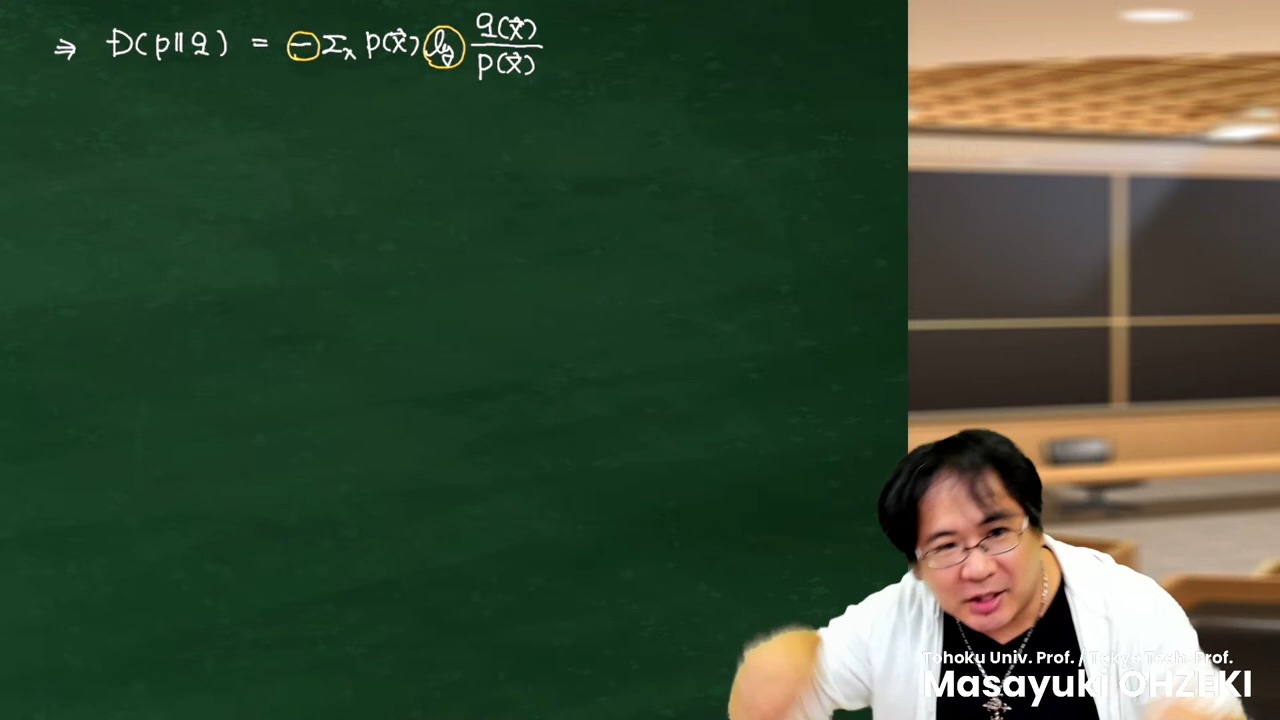 ⇒ D(p||q) = -Σₓ p(x⃗) log q(x⃗)/p(x⃗)
Tohoku Univ. Prof. / Tokyo Tech. Prof.
Masayuki OHZEKI